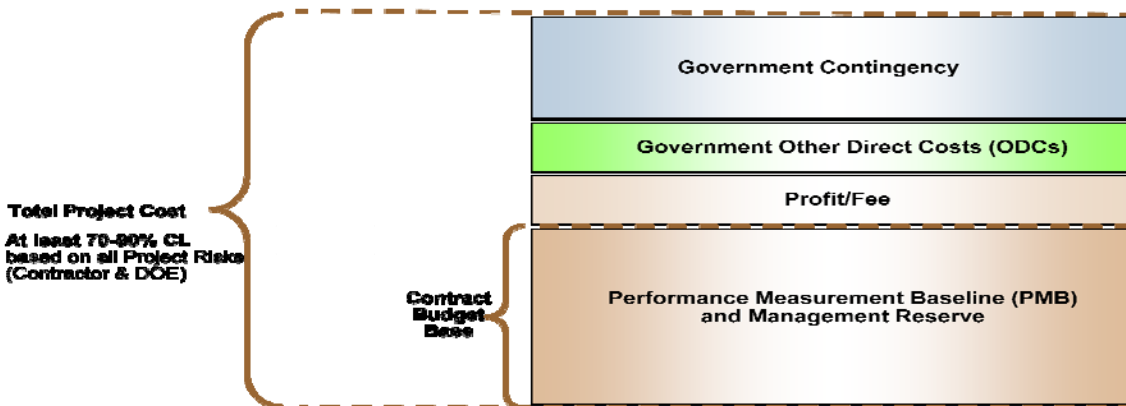 Government Contingency
Government Other Direct Costs (ODCs)
Profit/Fee
Total Project Cost
At least 70-90% CL
based on all Project Risks
(Contractor & DOE)
Contract
Budget
Base
Performance Measurement Baseline (PMB)
and Management Reserve